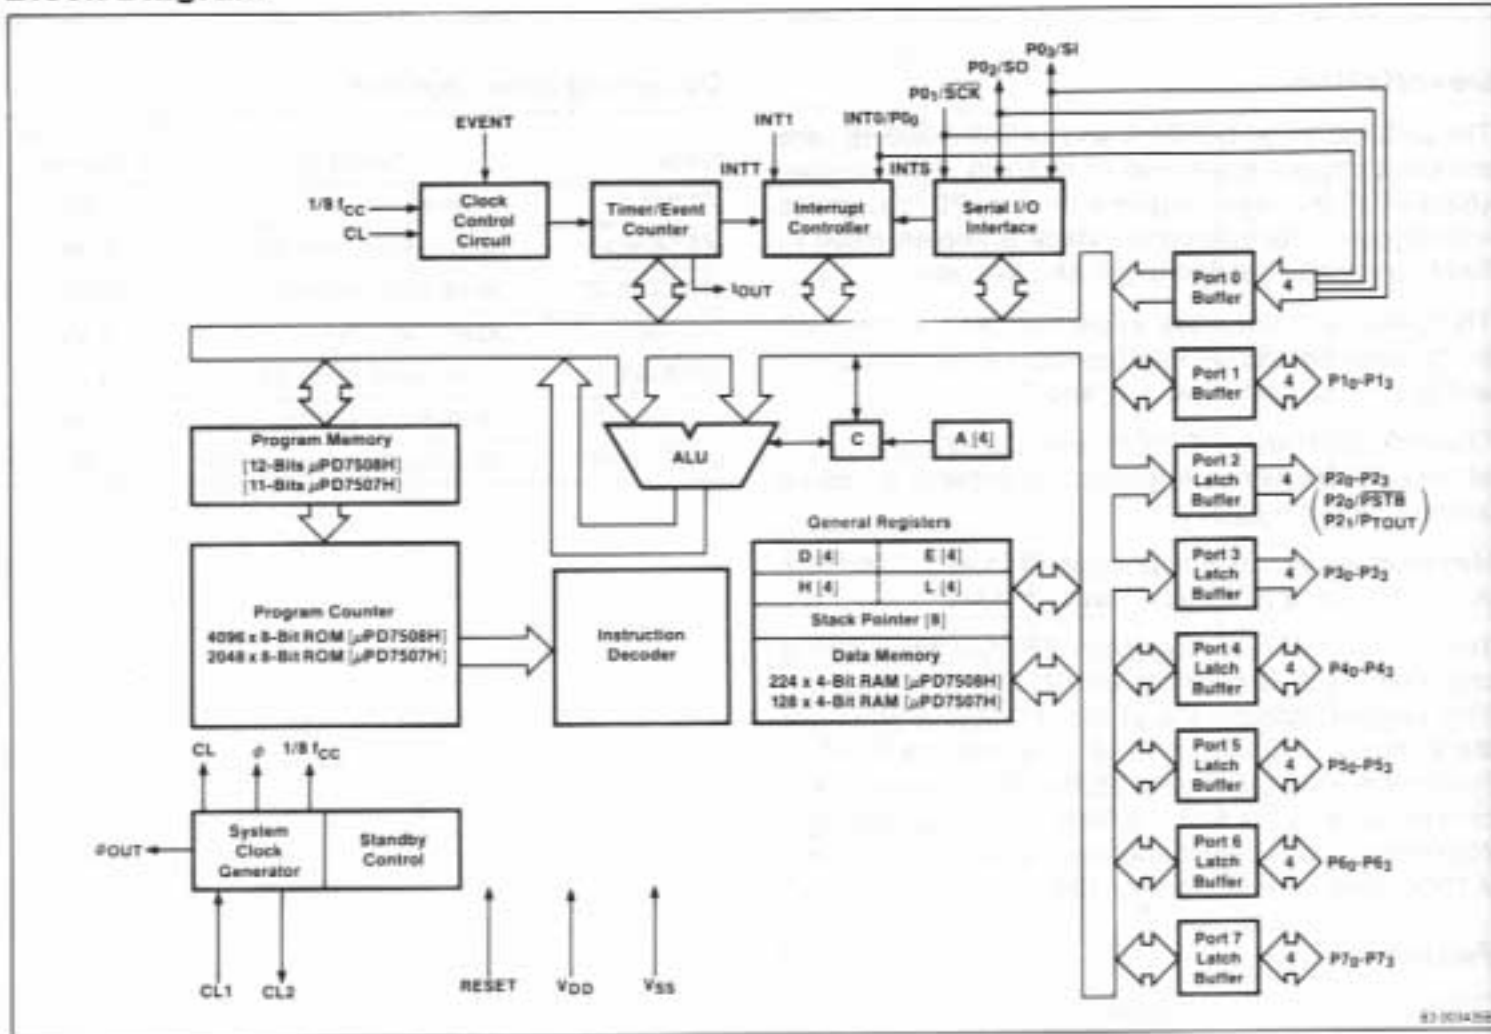 P0₃/SI
P0₂/SO
P0₁/S̅C̅K̅
EVENT
INT1
INT0/P0₀
INTT
INTS
1/8 fCC
CL
Clock
Control
Circuit
Timer/Event
Counter
Interrupt
Controller
Serial I/O
Interface
tOUT
Port 0
Buffer
4
Port 1
Buffer
4
P1₀-P1₃
Program Memory
[12-Bits μPD7508H]
[11-Bits μPD7507H]
ALU
C
A [4]
Port 2
Latch
Buffer
4
P2₀-P2₃
P2₀/P̅S̅T̅B̅
P2₁/PTOUT
General Registers
D [4]
E [4]
H [4]
L [4]
Stack Pointer [8]
Data Memory
224 x 4-Bit RAM [μPD7508H]
128 x 4-Bit RAM [μPD7507H]
Port 3
Latch
Buffer
4
P3₀-P3₃
Program Counter
4096 x 8-Bit ROM [μPD7508H]
2048 x 8-Bit ROM [μPD7507H]
Instruction
Decoder
Port 4
Latch
Buffer
4
P4₀-P4₃
Port 5
Latch
Buffer
4
P5₀-P5₃
CL
ø
1/8 fCC
System
Clock
Generator
Standby
Control
øOUT
Port 6
Latch
Buffer
4
P6₀-P6₃
Port 7
Latch
Buffer
4
P7₀-P7₃
CL1
CL2
RESET
VDD
VSS